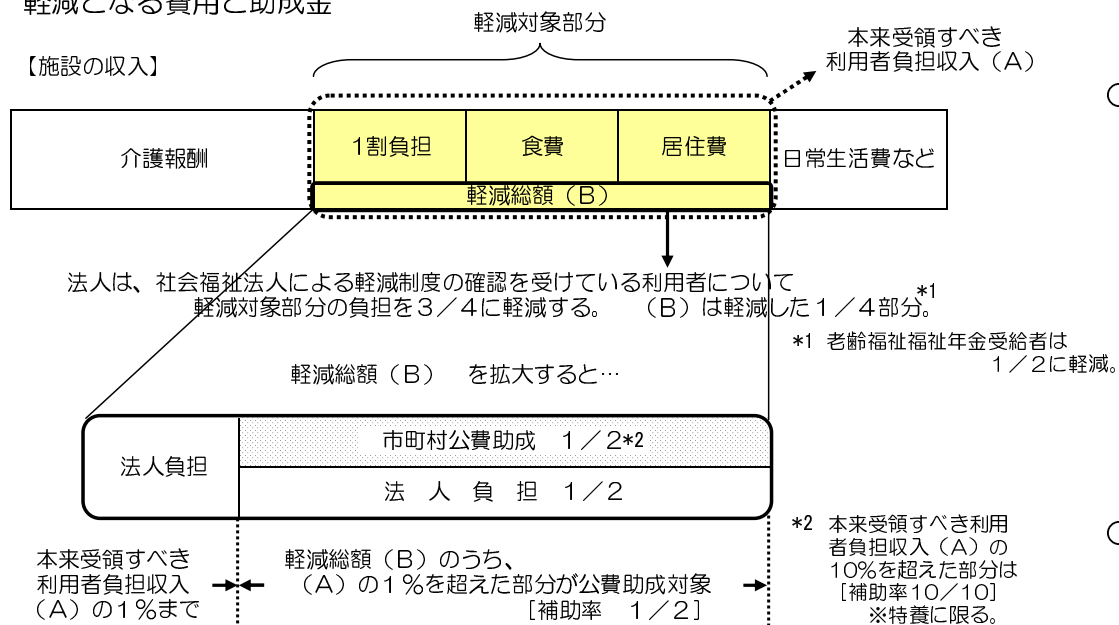 軽減となる費用と助成金
軽減対象部分
【施設の収入】
本来受領すべき
利用者負担収入（A）
介護報酬
1割負担
食費
居住費
日常生活費など
軽減総額（B）
法人は、社会福祉法人による軽減制度の確認を受けている利用者について
軽減対象部分の負担を3／4に軽減する。　（B）は軽減した1／4部分。*1
*1 老齢福祉福祉年金受給者は
1／2に軽減。
軽減総額（B）　を拡大すると…
法人負担
市町村公費助成　1／2*2
法　人　負　担　1／2
本来受領すべき
利用者負担収入
（A）の1％まで
軽減総額（B）のうち、
（A）の1％を超えた部分が公費助成対象
［補助率　1／2］
*2 本来受領すべき利用
者負担収入（A）の
10％を超えた部分は
［補助率10／10］
※特養に限る。